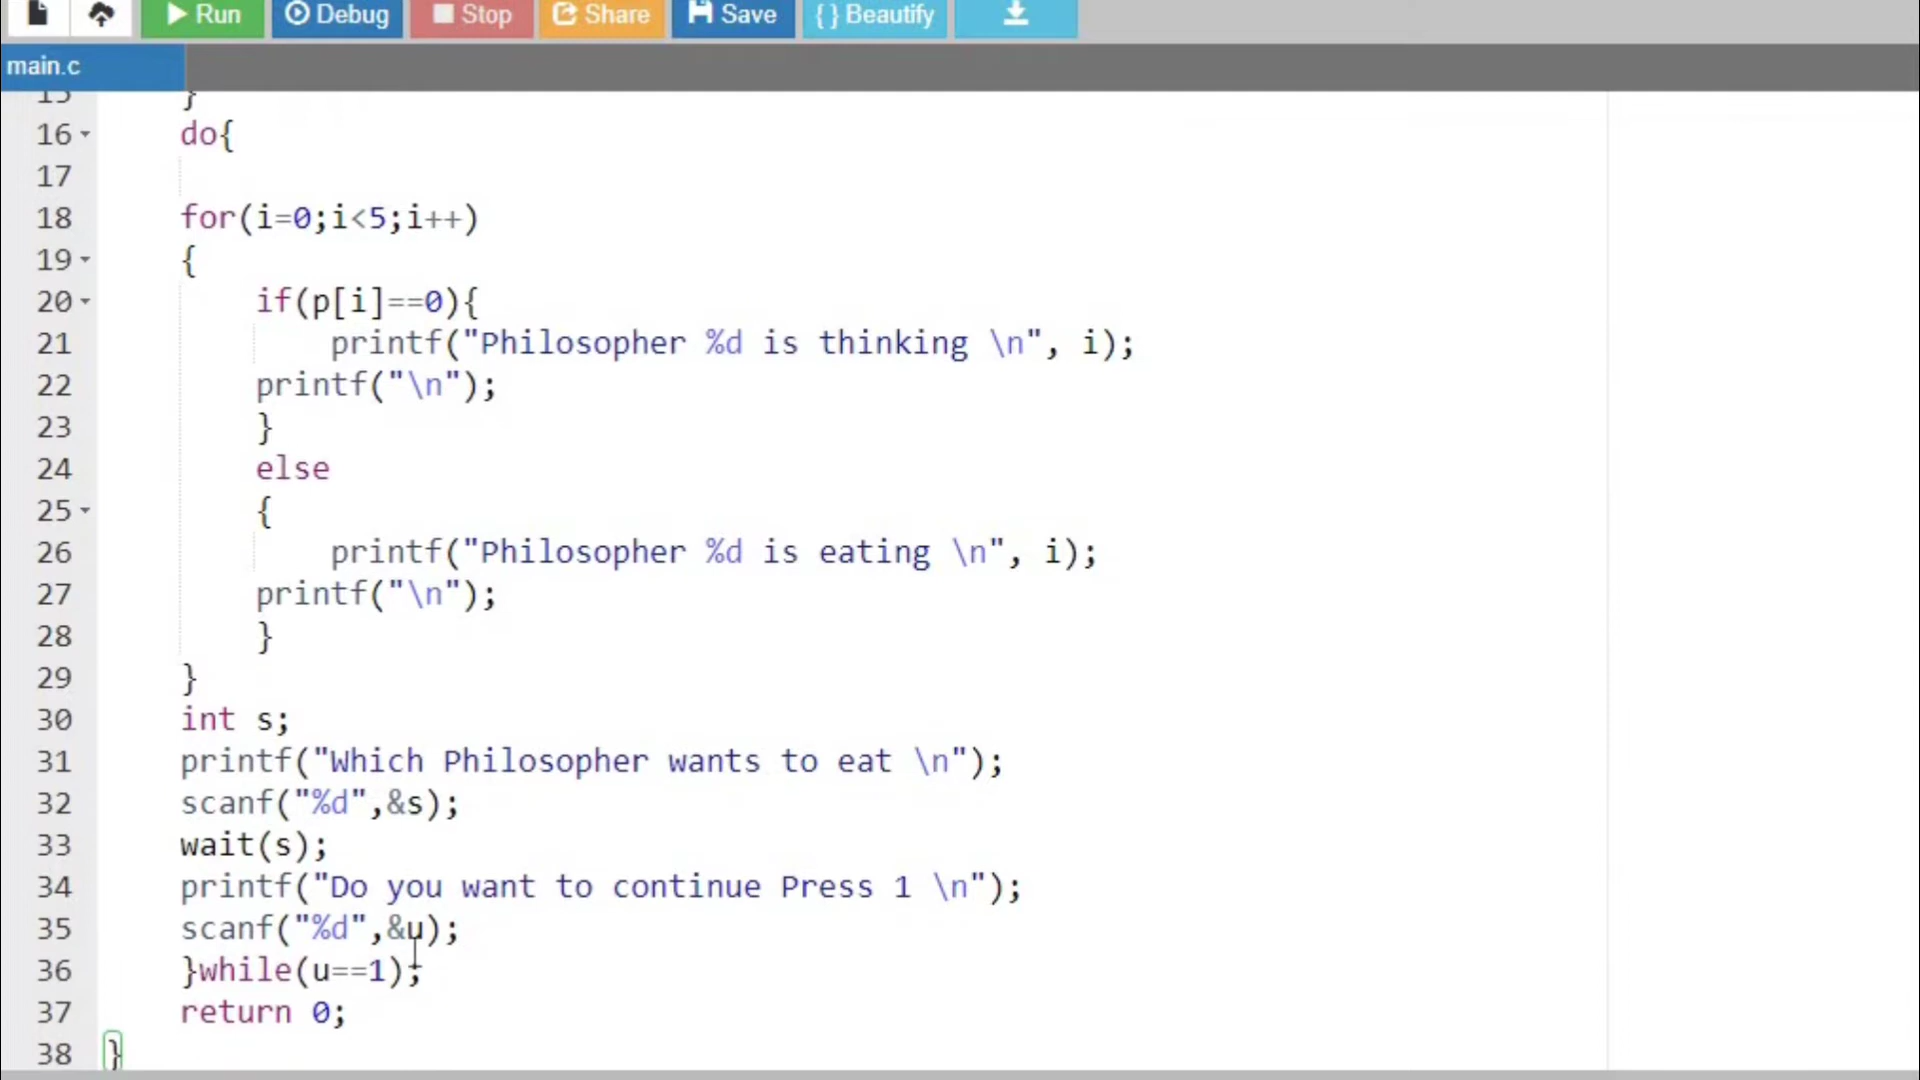 Run Debug Stop Share Save { } Beautify
main.c
15 }
16 do{
17
18 for(i=0;i<5;i++)
19 {
20 if(p[i]==0){
21 printf("Philosopher %d is thinking \n", i);
22 printf("\n");
23 }
24 else
25 {
26 printf("Philosopher %d is eating \n", i);
27 printf("\n");
28 }
29 }
30 int s;
31 printf("Which Philosopher wants to eat \n");
32 scanf("%d",&s);
33 wait(s);
34 printf("Do you want to continue Press 1 \n");
35 scanf("%d",&u);
36 }while(u==1);
37 return 0;
38 }